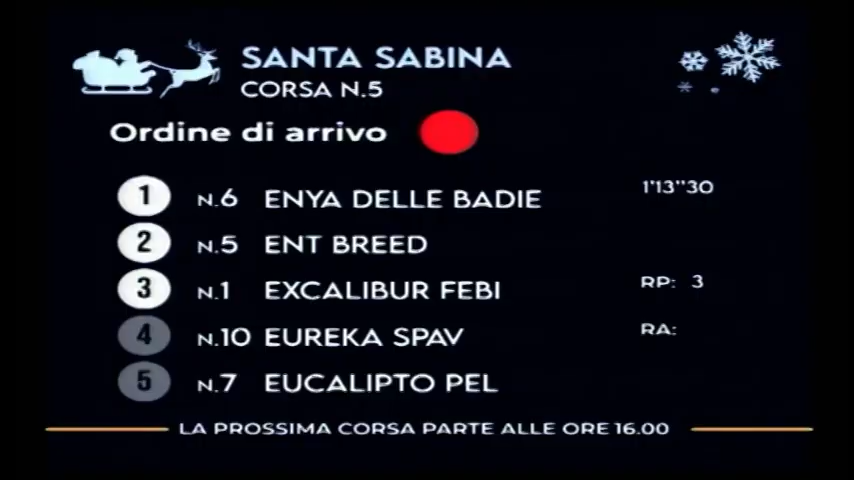 SANTA SABINA
CORSA N.5
Ordine di arrivo
1 N.6 ENYA DELLE BADIE 1'13"30
2 N.5 ENT BREED
3 N.1 EXCALIBUR FEBI RP: 3
4 N.10 EUREKA SPAV RA:
5 N.7 EUCALIPTO PEL
LA PROSSIMA CORSA PARTE ALLE ORE 16.00